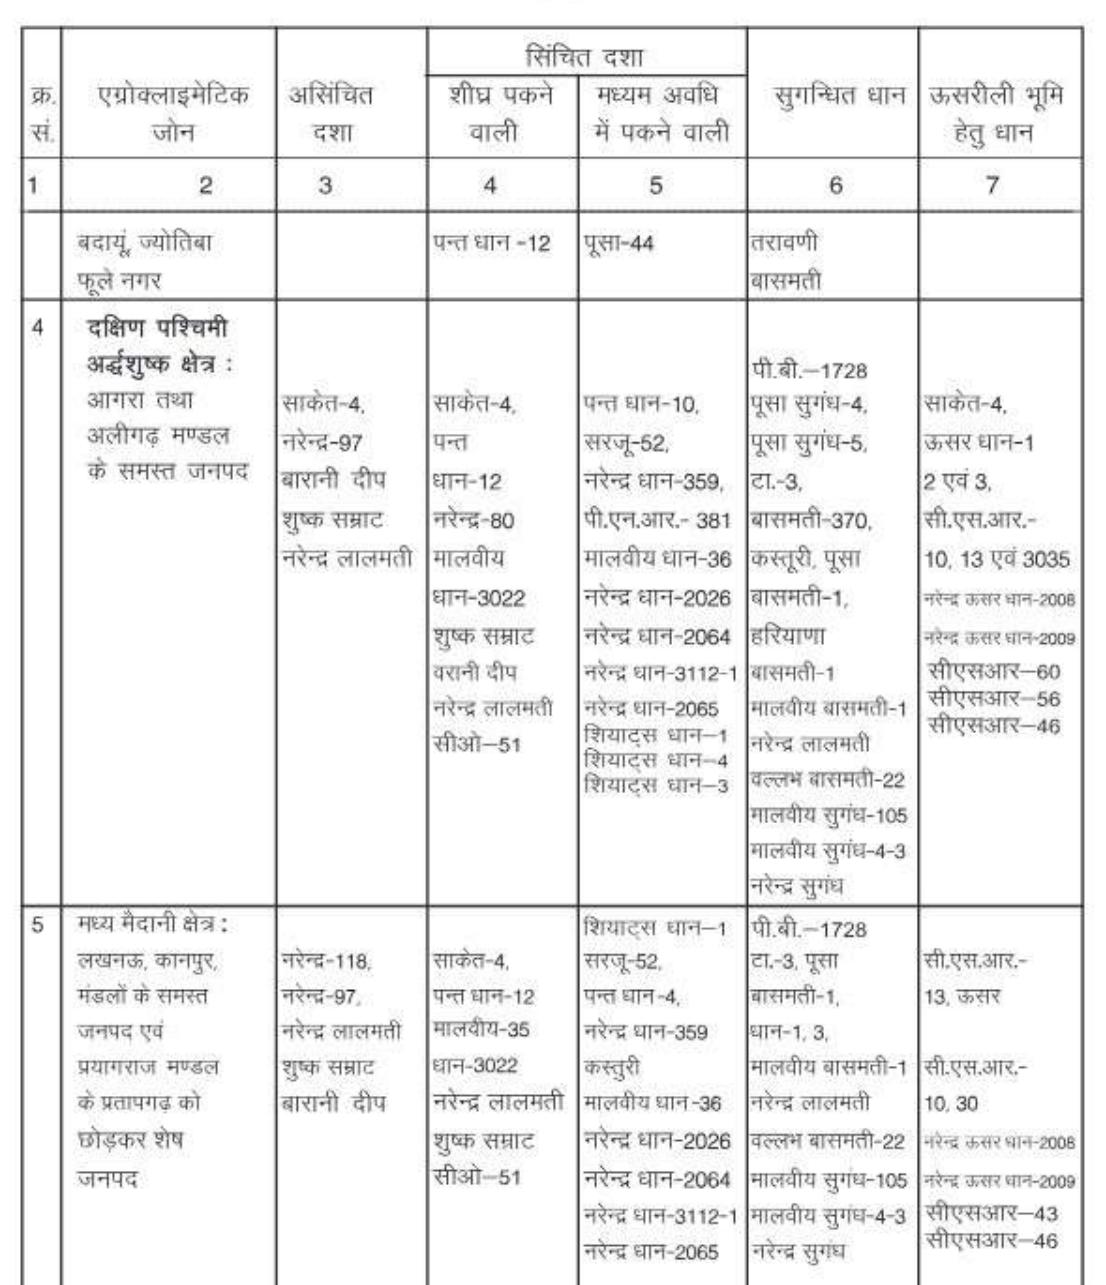 सिंचित दशा
क्र. सं. एग्रोक्लाइमेटिक जोन असिंचित दशा शीघ्र पकने वाली मध्यम अवधि में पकने वाली सुगन्धित धान ऊसरीली भूमि हेतु धान
1 2 3 4 5 6 7
बदायूं, ज्योतिबा पन्त धान -12 पूसा-44 तरावणी
फूले नगर बासमती
4 दक्षिण पश्चिमी
अर्द्धशुष्क क्षेत्र : पी.बी.–1728
आगरा तथा साकेत-4, साकेत-4, पन्त धान-10, पूसा सुगंध-4, साकेत-4,
अलीगढ़ मण्डल नरेन्द्र-97 पन्त सरजू-52, पूसा सुगंध-5, ऊसर धान-1
के समस्त जनपद बारानी दीप धान-12 नरेन्द्र धान-359, टा.-3, 2 एवं 3,
शुष्क सम्राट नरेन्द्र-80 पी.एन.आर.- 381 बासमती-370, सी.एस.आर.-
नरेन्द्र लालमती मालवीय मालवीय धान-36 कस्तूरी, पूसा 10, 13 एवं 3035
धान-3022 नरेन्द्र धान-2026 बासमती-1, नरेन्द्र ऊसर धान-2008
शुष्क सम्राट नरेन्द्र धान-2064 हरियाणा नरेन्द्र ऊसर धान-2009
वरानी दीप नरेन्द्र धान-3112-1 बासमती-1 सीएसआर–60
नरेन्द्र लालमती नरेन्द्र धान-2065 मालवीय बासमती-1 सीएसआर–56
सीओ–51 शियाट्स धान–1 नरेन्द्र लालमती सीएसआर–46
शियाट्स धान–4 वल्लभ बासमती-22
शियाट्स धान–3 मालवीय सुगंध-105
मालवीय सुगंध-4-3
नरेन्द्र सुगंध
5 मध्य मैदानी क्षेत्र : शियाट्स धान–1 पी.बी.–1728
लखनऊ, कानपुर, नरेन्द्र-118, साकेत-4, सरजू-52, टा.-3, पूसा सी.एस.आर.-
मंडलों के समस्त नरेन्द्र-97, पन्त धान-12 पन्त धान-4, बासमती-1, 13, ऊसर
जनपद एवं नरेन्द्र लालमती मालवीय-35 नरेन्द्र धान-359 धान-1, 3,
प्रयागराज मण्डल शुष्क सम्राट धान-3022 कस्तुरी मालवीय बासमती-1 सी.एस.आर.-
के प्रतापगढ़ को बारानी दीप नरेन्द्र लालमती मालवीय धान-36 नरेन्द्र लालमती 10, 30
छोड़कर शेष शुष्क सम्राट नरेन्द्र धान-2026 वल्लभ बासमती-22 नरेन्द्र ऊसर धान-2008
जनपद सीओ–51 नरेन्द्र धान-2064 मालवीय सुगंध-105 नरेन्द्र ऊसर धान-2009
नरेन्द्र धान-3112-1 मालवीय सुगंध-4-3 सीएसआर–43
नरेन्द्र धान-2065 नरेन्द्र सुगंध सीएसआर–46